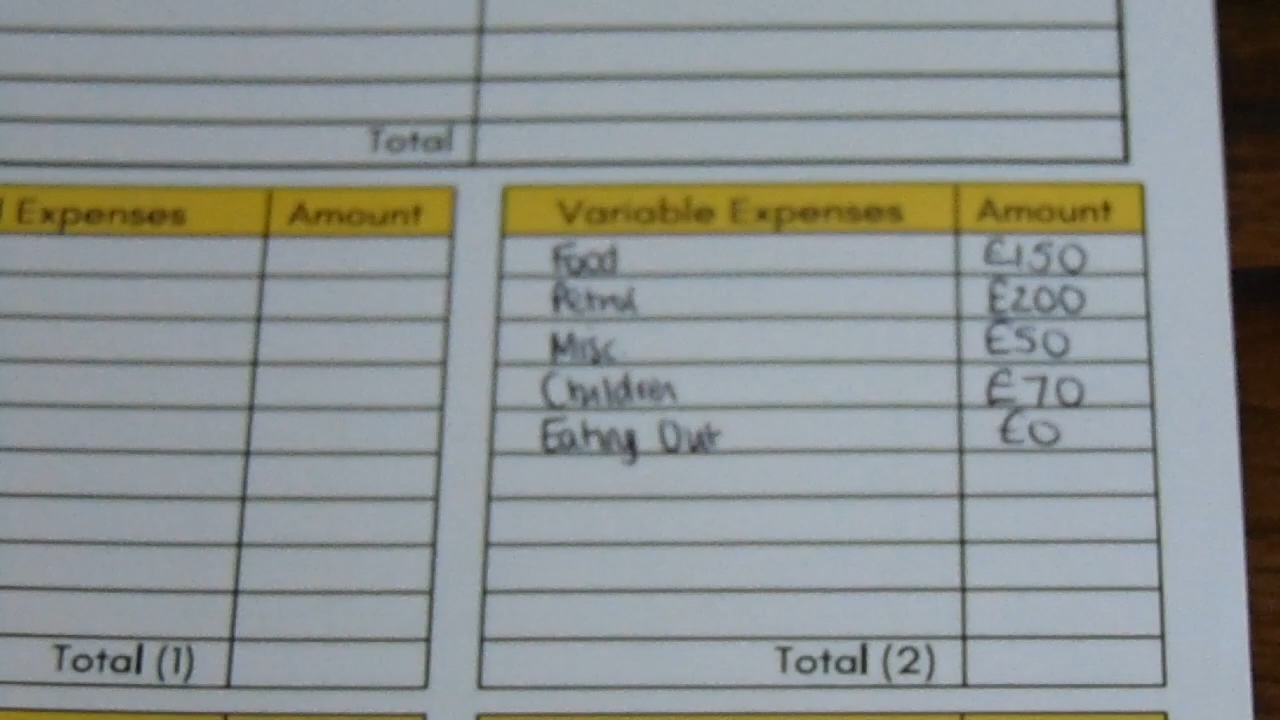 Total
Expenses Amount
Variable Expenses Amount
Food £150
Petrol £200
Misc £50
Children £70
Eating Out £0
Total (1)
Total (2)